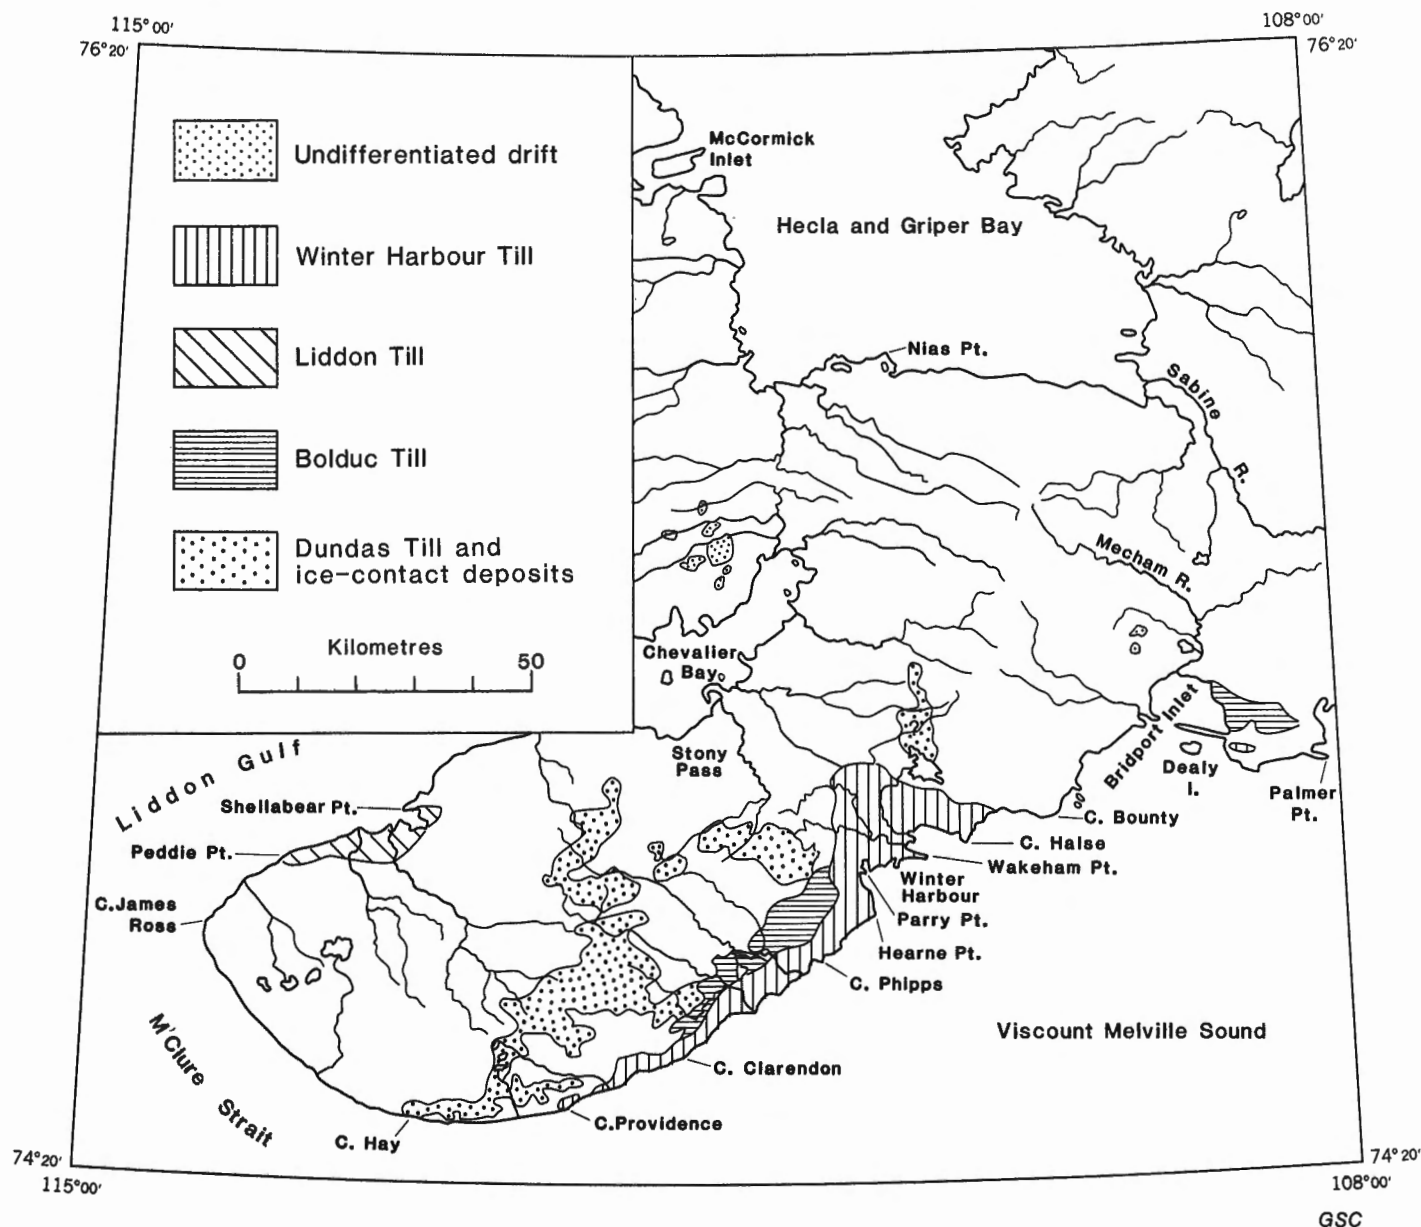 115°00'
108°00'
76°20'
76°20'
McCormick
Inlet
Undifferentiated drift
Hecla and Griper Bay
Winter Harbour Till
Nias Pt.
Liddon Till
Sabine
R.
Bolduc Till
Mecham R.
Dundas Till and
ice-contact deposits
Kilometres
0
50
Chevalier
Bay
Bridport Inlet
?
Stony
Pass
Dealy
I.
Palmer
Pt.
Liddon Gulf
Shellabear Pt.
C. Bounty
C. Halse
Peddie Pt.
Wakeham Pt.
Winter
Harbour
C.James
Ross
Parry Pt.
Hearne Pt.
C. Phipps
M'Clure Strait
Viscount Melville Sound
?
C. Clarendon
C.Providence
C. Hay
74°20'
74°20'
115°00'
108°00'
GSC